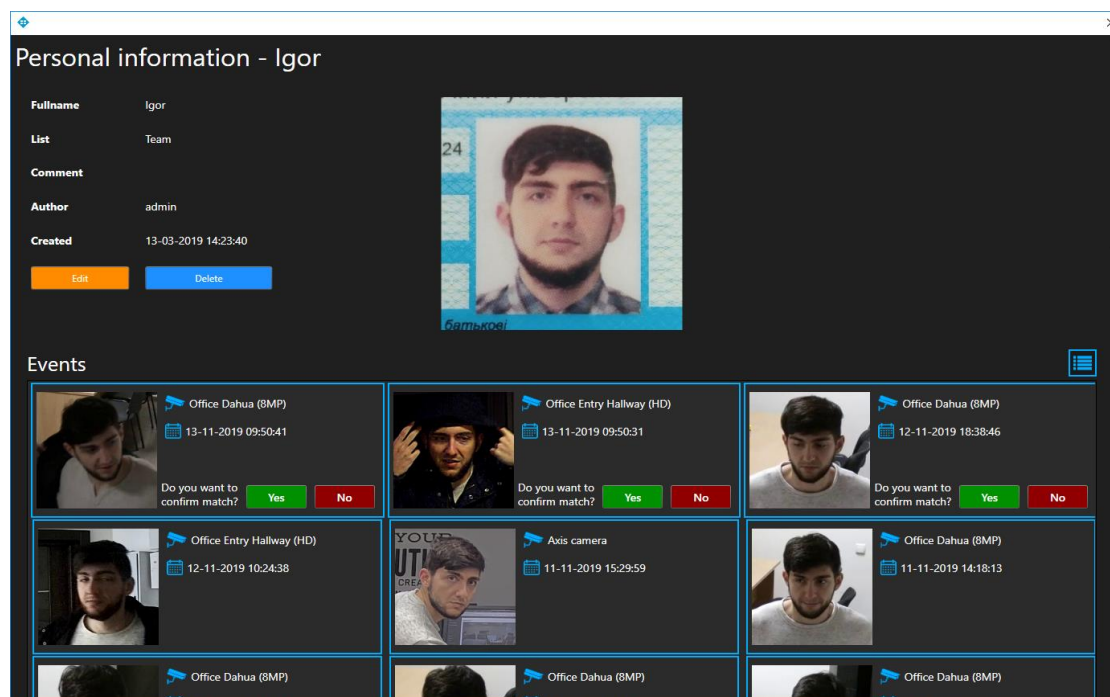 Personal information - Igor
Fullname Igor
List Team
Comment
Author admin
Created 13-03-2019 14:23:40
Edit Delete
24
батькові
Events
Office Dahua (8MP)
13-11-2019 09:50:41
Do you want to
confirm match? Yes No
Office Entry Hallway (HD)
13-11-2019 09:50:31
Do you want to
confirm match? Yes No
Office Dahua (8MP)
12-11-2019 18:38:46
Do you want to
confirm match? Yes No
Office Entry Hallway (HD)
12-11-2019 10:24:38
YOUR
CREA
Axis camera
11-11-2019 15:29:59
Office Dahua (8MP)
11-11-2019 14:18:13
Office Dahua (8MP)
Office Dahua (8MP)
Office Dahua (8MP)